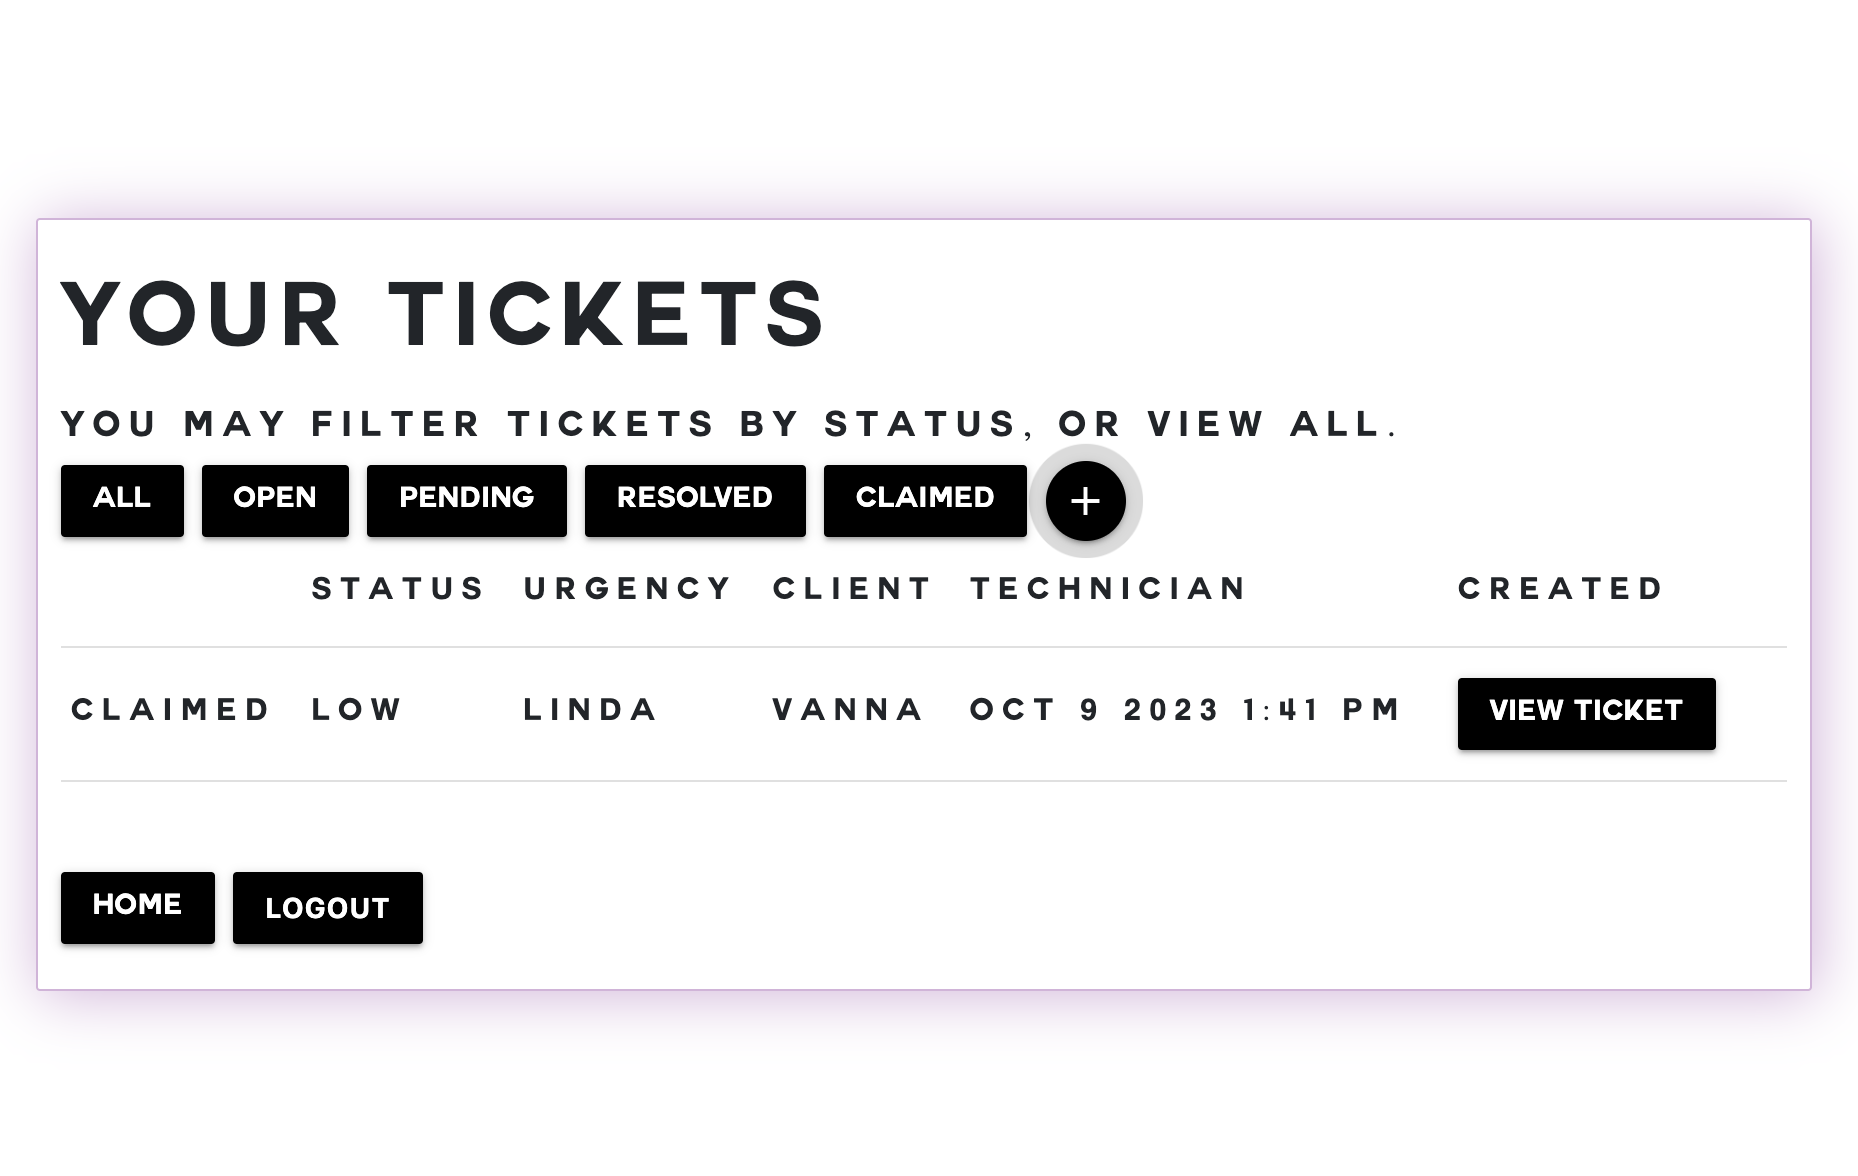 YOUR TICKETS
YOU MAY FILTER TICKETS BY STATUS, OR VIEW ALL.
ALL OPEN PENDING RESOLVED CLAIMED +
STATUS URGENCY CLIENT TECHNICIAN CREATED
CLAIMED LOW LINDA VANNA OCT 9 2023 1:41 PM VIEW TICKET
HOME LOGOUT